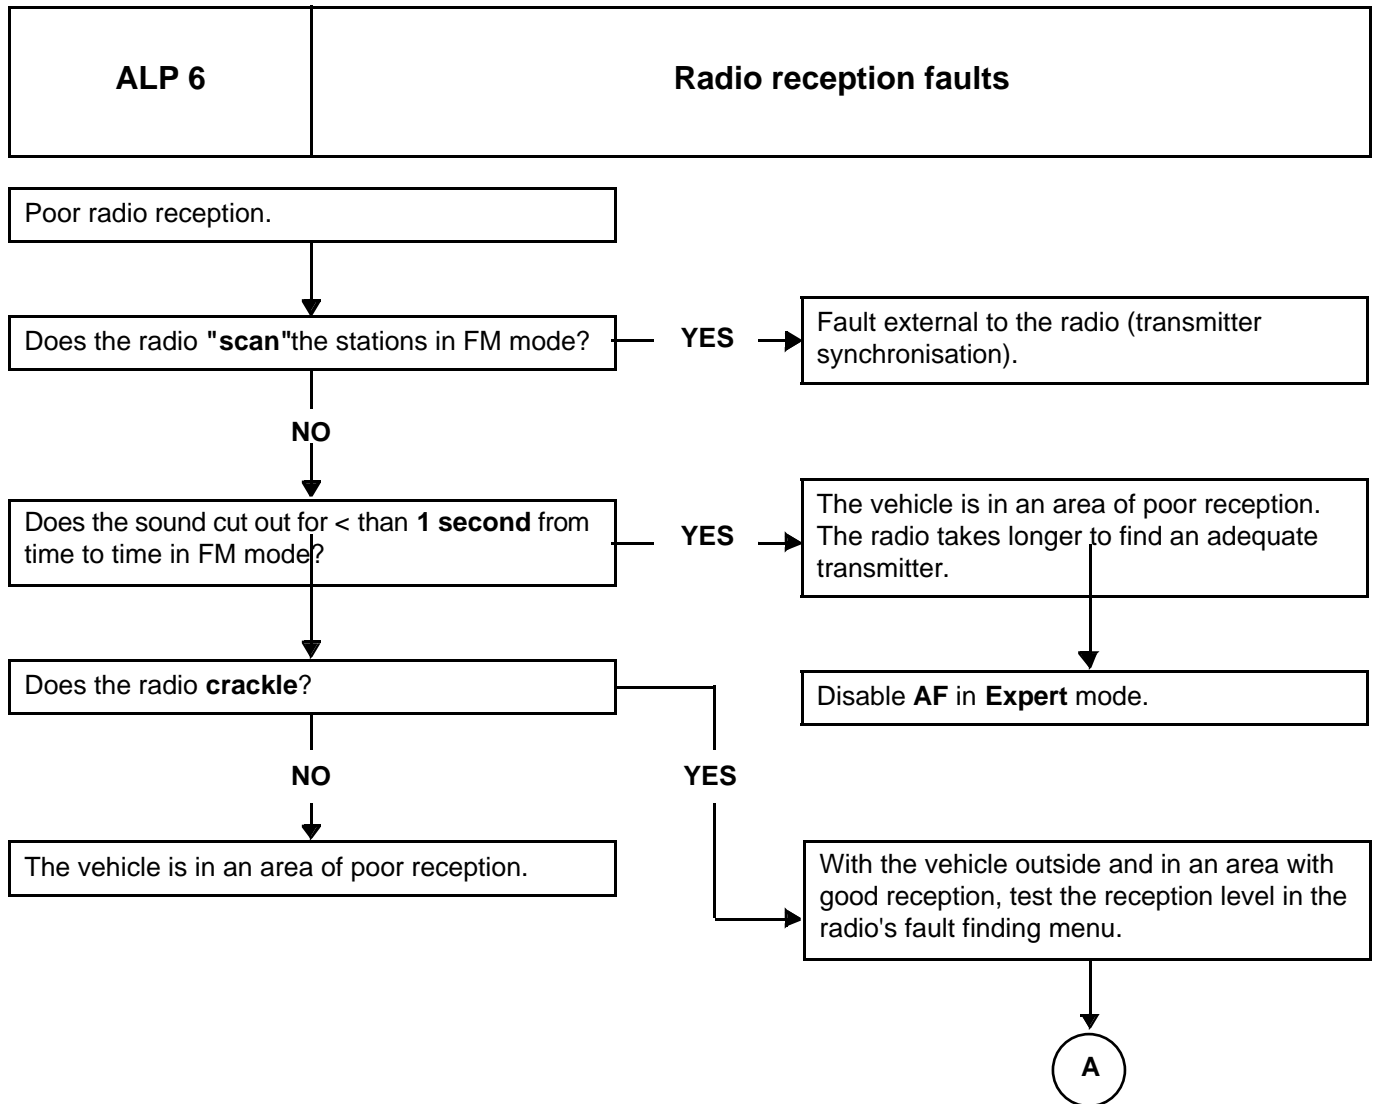 ALP 6
Radio reception faults
Poor radio reception.
Does the radio "scan"the stations in FM mode?
YES
Fault external to the radio (transmitter
synchronisation).
NO
Does the sound cut out for < than 1 second from
time to time in FM mode?
YES
The vehicle is in an area of poor reception.
The radio takes longer to find an adequate
transmitter.
Does the radio crackle?
Disable AF in Expert mode.
NO
YES
The vehicle is in an area of poor reception.
With the vehicle outside and in an area with
good reception, test the reception level in the
radio's fault finding menu.
A